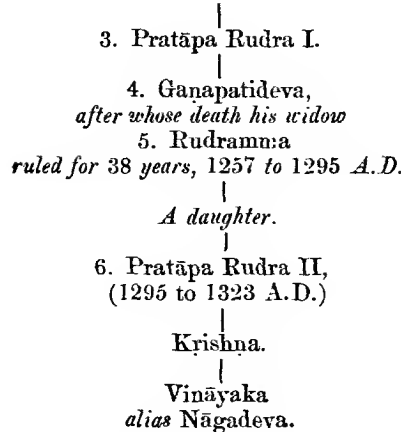 3. Pratāpa Rudra I.
4. Gaṇapatideva,
after whose death his widow
5. Rudramma
ruled for 38 years, 1257 to 1295 A.D.
A daughter.
6. Pratāpa Rudra II,
(1295 to 1323 A.D.)
Kṛishṇa.
Vināyaka
alias Nāgadeva.